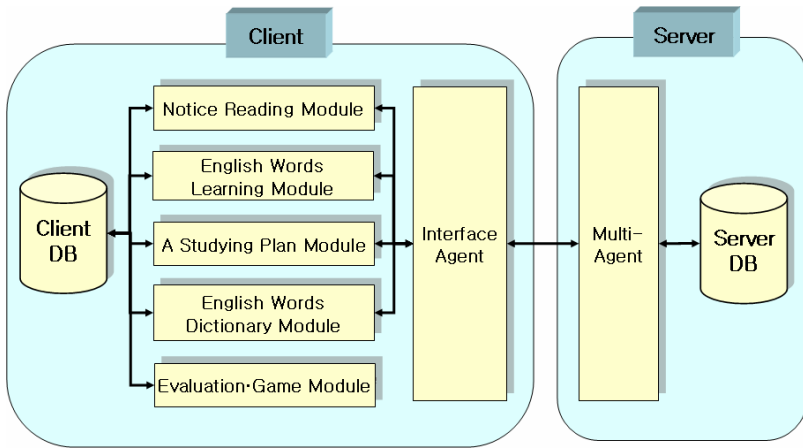 Client
Server
Notice Reading Module
English Words
Learning Module
Client
DB
A Studying Plan Module
Interface
Agent
Multi-
Agent
Server
DB
English Words
Dictionary Module
Evaluation·Game Module